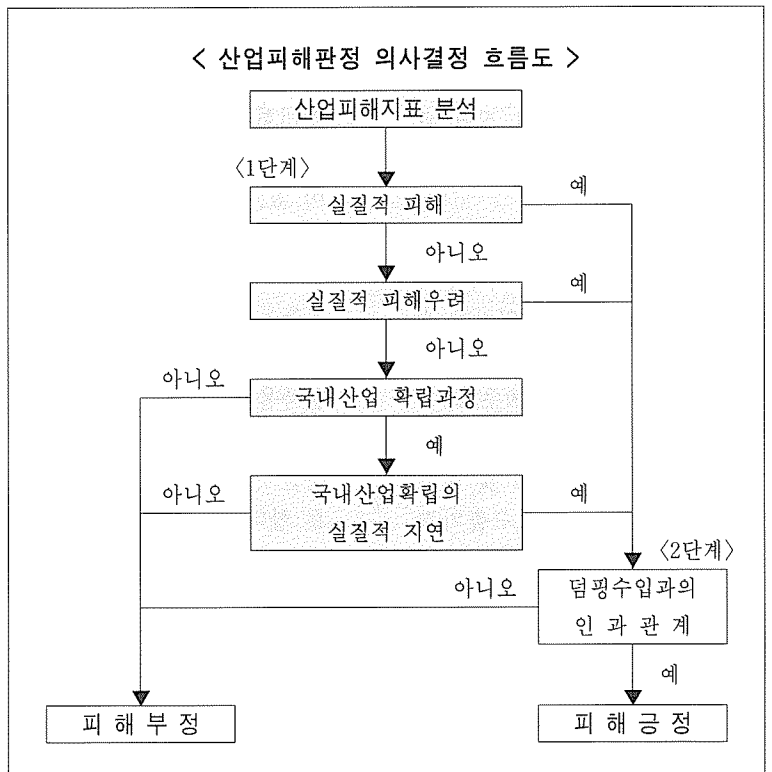 < 산업피해판정 의사결정 흐름도 >
산업피해지표 분석
〈1단계〉
실질적 피해
예
아니오
실질적 피해우려
예
아니오
아니오
국내산업 확립과정
예
아니오
국내산업확립의
실질적 지연
예
〈2단계〉
아니오
덤핑수입과의
인 과 관 계
예
피 해 부 정
피 해 긍 정